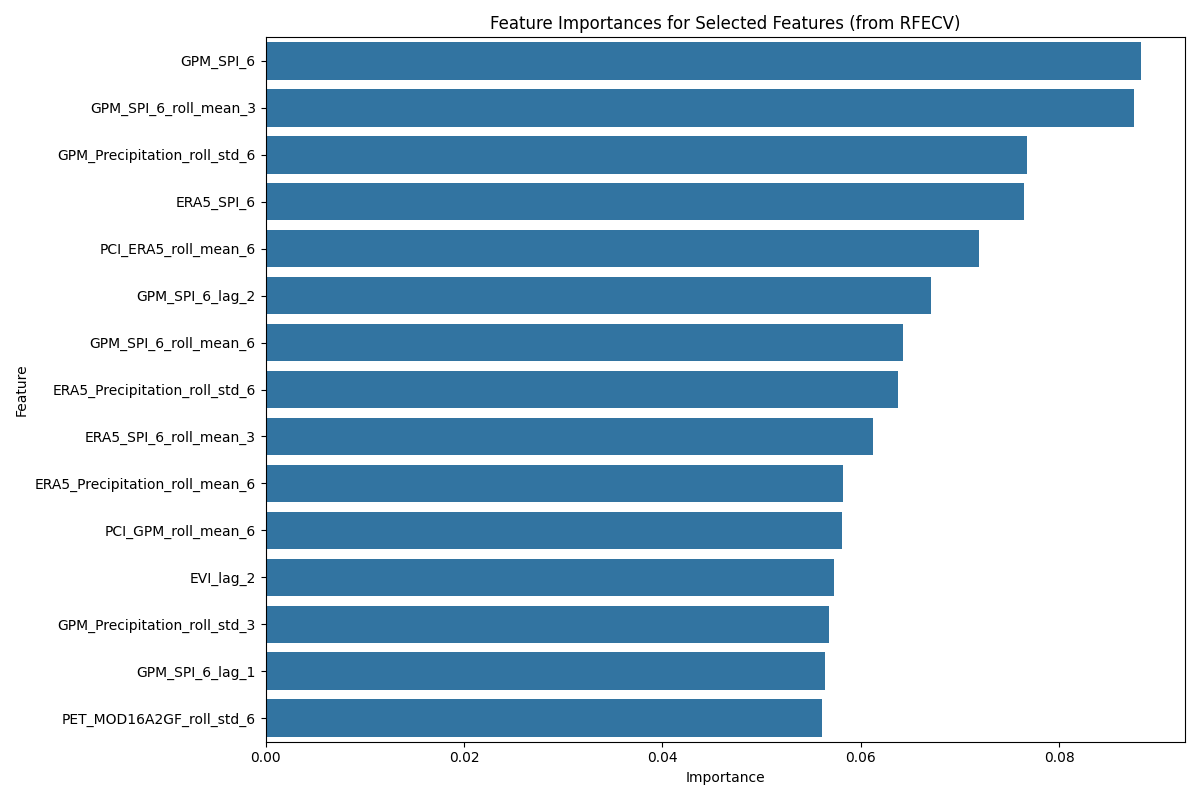 Feature Importances for Selected Features (from RFECV)
GPM_SPI_6
GPM_SPI_6_roll_mean_3
GPM_Precipitation_roll_std_6
ERA5_SPI_6
PCI_ERA5_roll_mean_6
GPM_SPI_6_lag_2
GPM_SPI_6_roll_mean_6
ERA5_Precipitation_roll_std_6
ERA5_SPI_6_roll_mean_3
ERA5_Precipitation_roll_mean_6
PCI_GPM_roll_mean_6
EVI_lag_2
GPM_Precipitation_roll_std_3
GPM_SPI_6_lag_1
PET_MOD16A2GF_roll_std_6
Feature
0.00 0.02 0.04 0.06 0.08
Importance